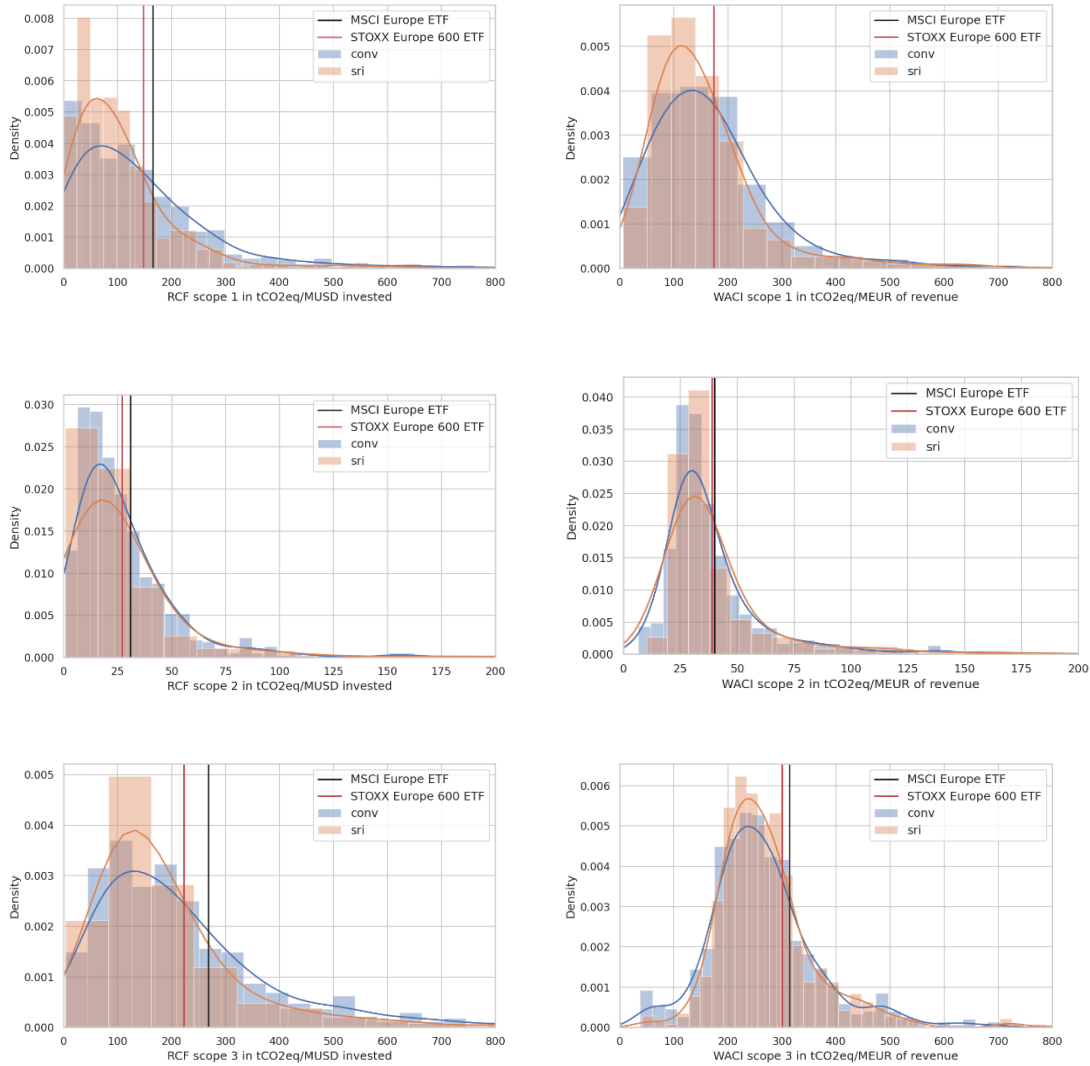 0.008
0.007
0.006
0.005
0.004
0.003
0.002
0.001
0.000
Density
MSCI Europe ETF
STOXX Europe 600 ETF
conv
sri
0 100 200 300 400 500 600 700 800
RCF scope 1 in tCO2eq/MUSD invested
0.005
0.004
0.003
0.002
0.001
0.000
Density
MSCI Europe ETF
STOXX Europe 600 ETF
conv
sri
0 100 200 300 400 500 600 700 800
WACI scope 1 in tCO2eq/MEUR of revenue
0.030
0.025
0.020
0.015
0.010
0.005
0.000
Density
MSCI Europe ETF
STOXX Europe 600 ETF
conv
sri
0 25 50 75 100 125 150 175 200
RCF scope 2 in tCO2eq/MUSD invested
0.040
0.035
0.030
0.025
0.020
0.015
0.010
0.005
0.000
Density
MSCI Europe ETF
STOXX Europe 600 ETF
conv
sri
0 25 50 75 100 125 150 175 200
WACI scope 2 in tCO2eq/MEUR of revenue
0.005
0.004
0.003
0.002
0.001
0.000
Density
MSCI Europe ETF
STOXX Europe 600 ETF
conv
sri
0 100 200 300 400 500 600 700 800
RCF scope 3 in tCO2eq/MUSD invested
0.006
0.005
0.004
0.003
0.002
0.001
0.000
Density
MSCI Europe ETF
STOXX Europe 600 ETF
conv
sri
0 100 200 300 400 500 600 700 800
WACI scope 3 in tCO2eq/MEUR of revenue